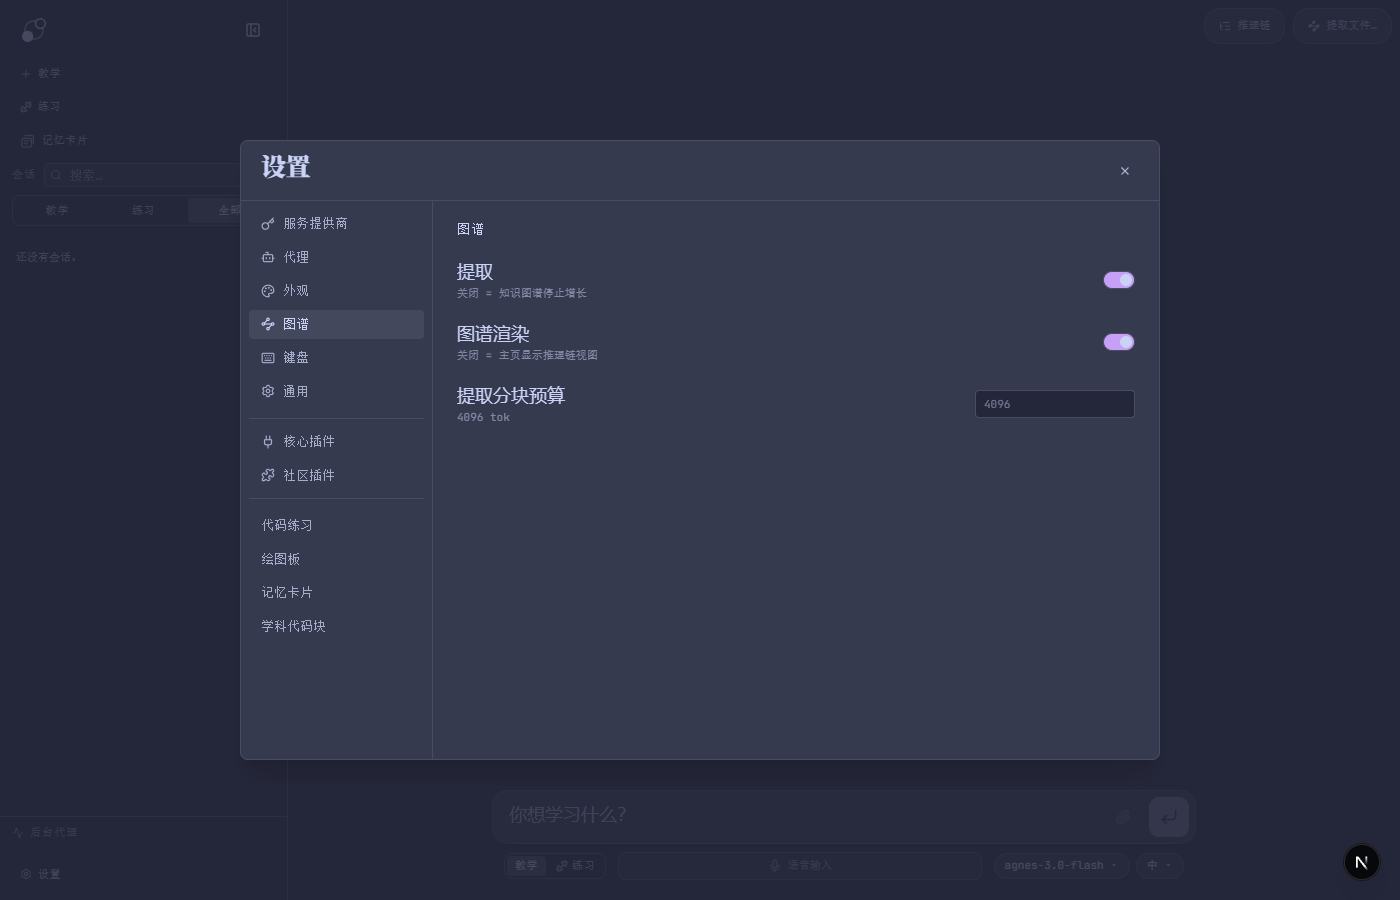 推理链
提取文件…
教学
练习
记忆卡片
会话
搜索…
教学
练习
全部
还没有会话。
设置
服务提供商
代理
外观
图谱
键盘
通用
核心插件
社区插件
代码练习
绘图板
记忆卡片
学科代码块
图谱
提取
关闭 = 知识图谱停止增长
图谱渲染
关闭 = 主页显示推理链视图
提取分块预算
4096 tok
4096
你想学习什么?
教学
练习
语音输入
agnes-3.0-flash
中
后台代理
设置
N